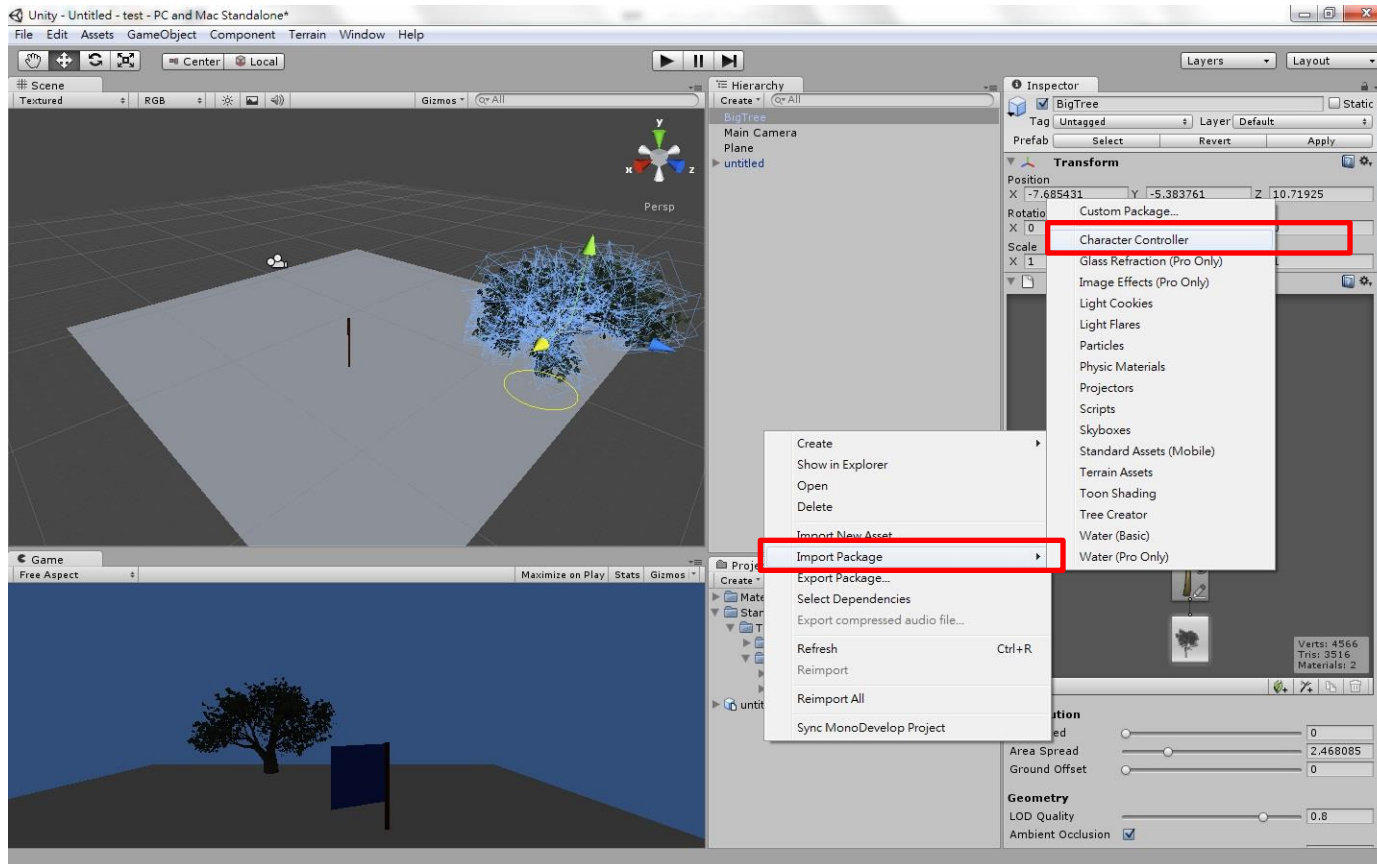 Unity - Untitled - test - PC and Mac Standalone*
File Edit Assets GameObject Component Terrain Window Help
Center Local Layers Layout
Scene
Textured RGB Gizmos All
y
x z
Persp
Hierarchy
Create All
BigTree
Main Camera
Plane
untitled
Inspector
BigTree Static
Tag Untagged Layer Default
Prefab Select Revert Apply
Transform
Position
X -7.685431 Y -5.383761 Z 10.71925
X 0
Scale
X 1
Custom Package...
Character Controller
Glass Refraction (Pro Only)
Image Effects (Pro Only)
Light Cookies
Light Flares
Particles
Physic Materials
Projectors
Scripts
Skyboxes
Standard Assets (Mobile)
Terrain Assets
Toon Shading
Tree Creator
Water (Basic)
Water (Pro Only)
Create
Show in Explorer
Open
Delete
Import New Asset
Import Package
Export Package...
Select Dependencies
Export compressed audio file...
Refresh Ctrl+R
Reimport
Reimport All
Sync MonoDevelop Project
Game
Free Aspect Maximize on Play Stats Gizmos
Create
Verts: 4566
Tris: 3516
Materials: 2
0
Area Spread 2.468085
Ground Offset 0
Geometry
LOD Quality 0.8
Ambient Occlusion